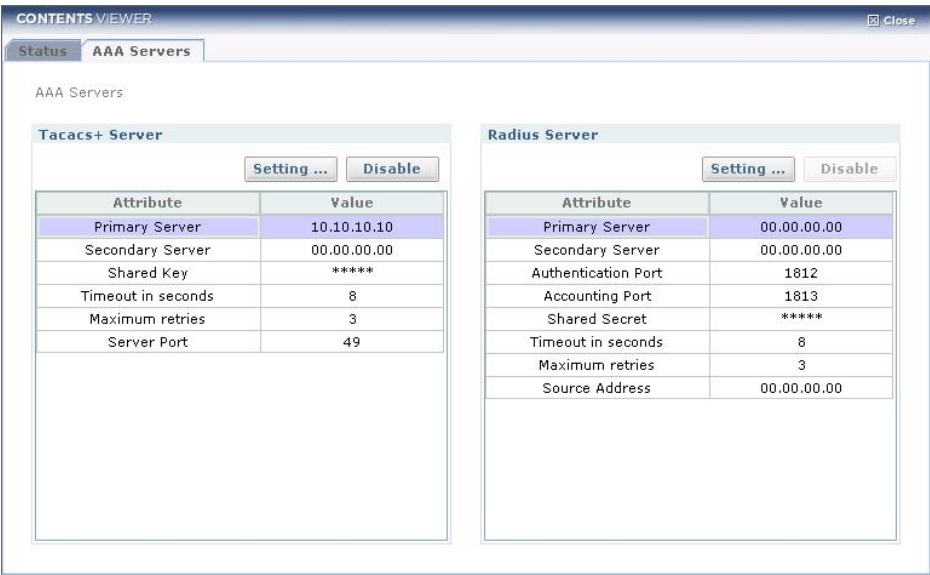 CONTENTS VIEWER
Close
Status
AAA Servers
AAA Servers
Tacacs+ Server
Setting ...
Disable
Attribute Value
Primary Server 10.10.10.10
Secondary Server 00.00.00.00
Shared Key *****
Timeout in seconds 8
Maximum retries 3
Server Port 49
Radius Server
Setting ...
Disable
Attribute Value
Primary Server 00.00.00.00
Secondary Server 00.00.00.00
Authentication Port 1812
Accounting Port 1813
Shared Secret *****
Timeout in seconds 8
Maximum retries 3
Source Address 00.00.00.00